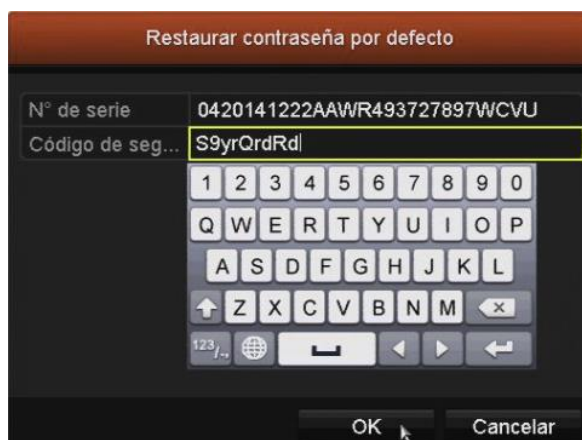 Restaurar contraseña por defecto
N° de serie 0420141222AAWR493727897WCVU
Código de seg... S9yrQrdRd
1 2 3 4 5 6 7 8 9 0
Q W E R T Y U I O P
A S D F G H J K L
Z X C V B N M
123/.,
OK Cancelar